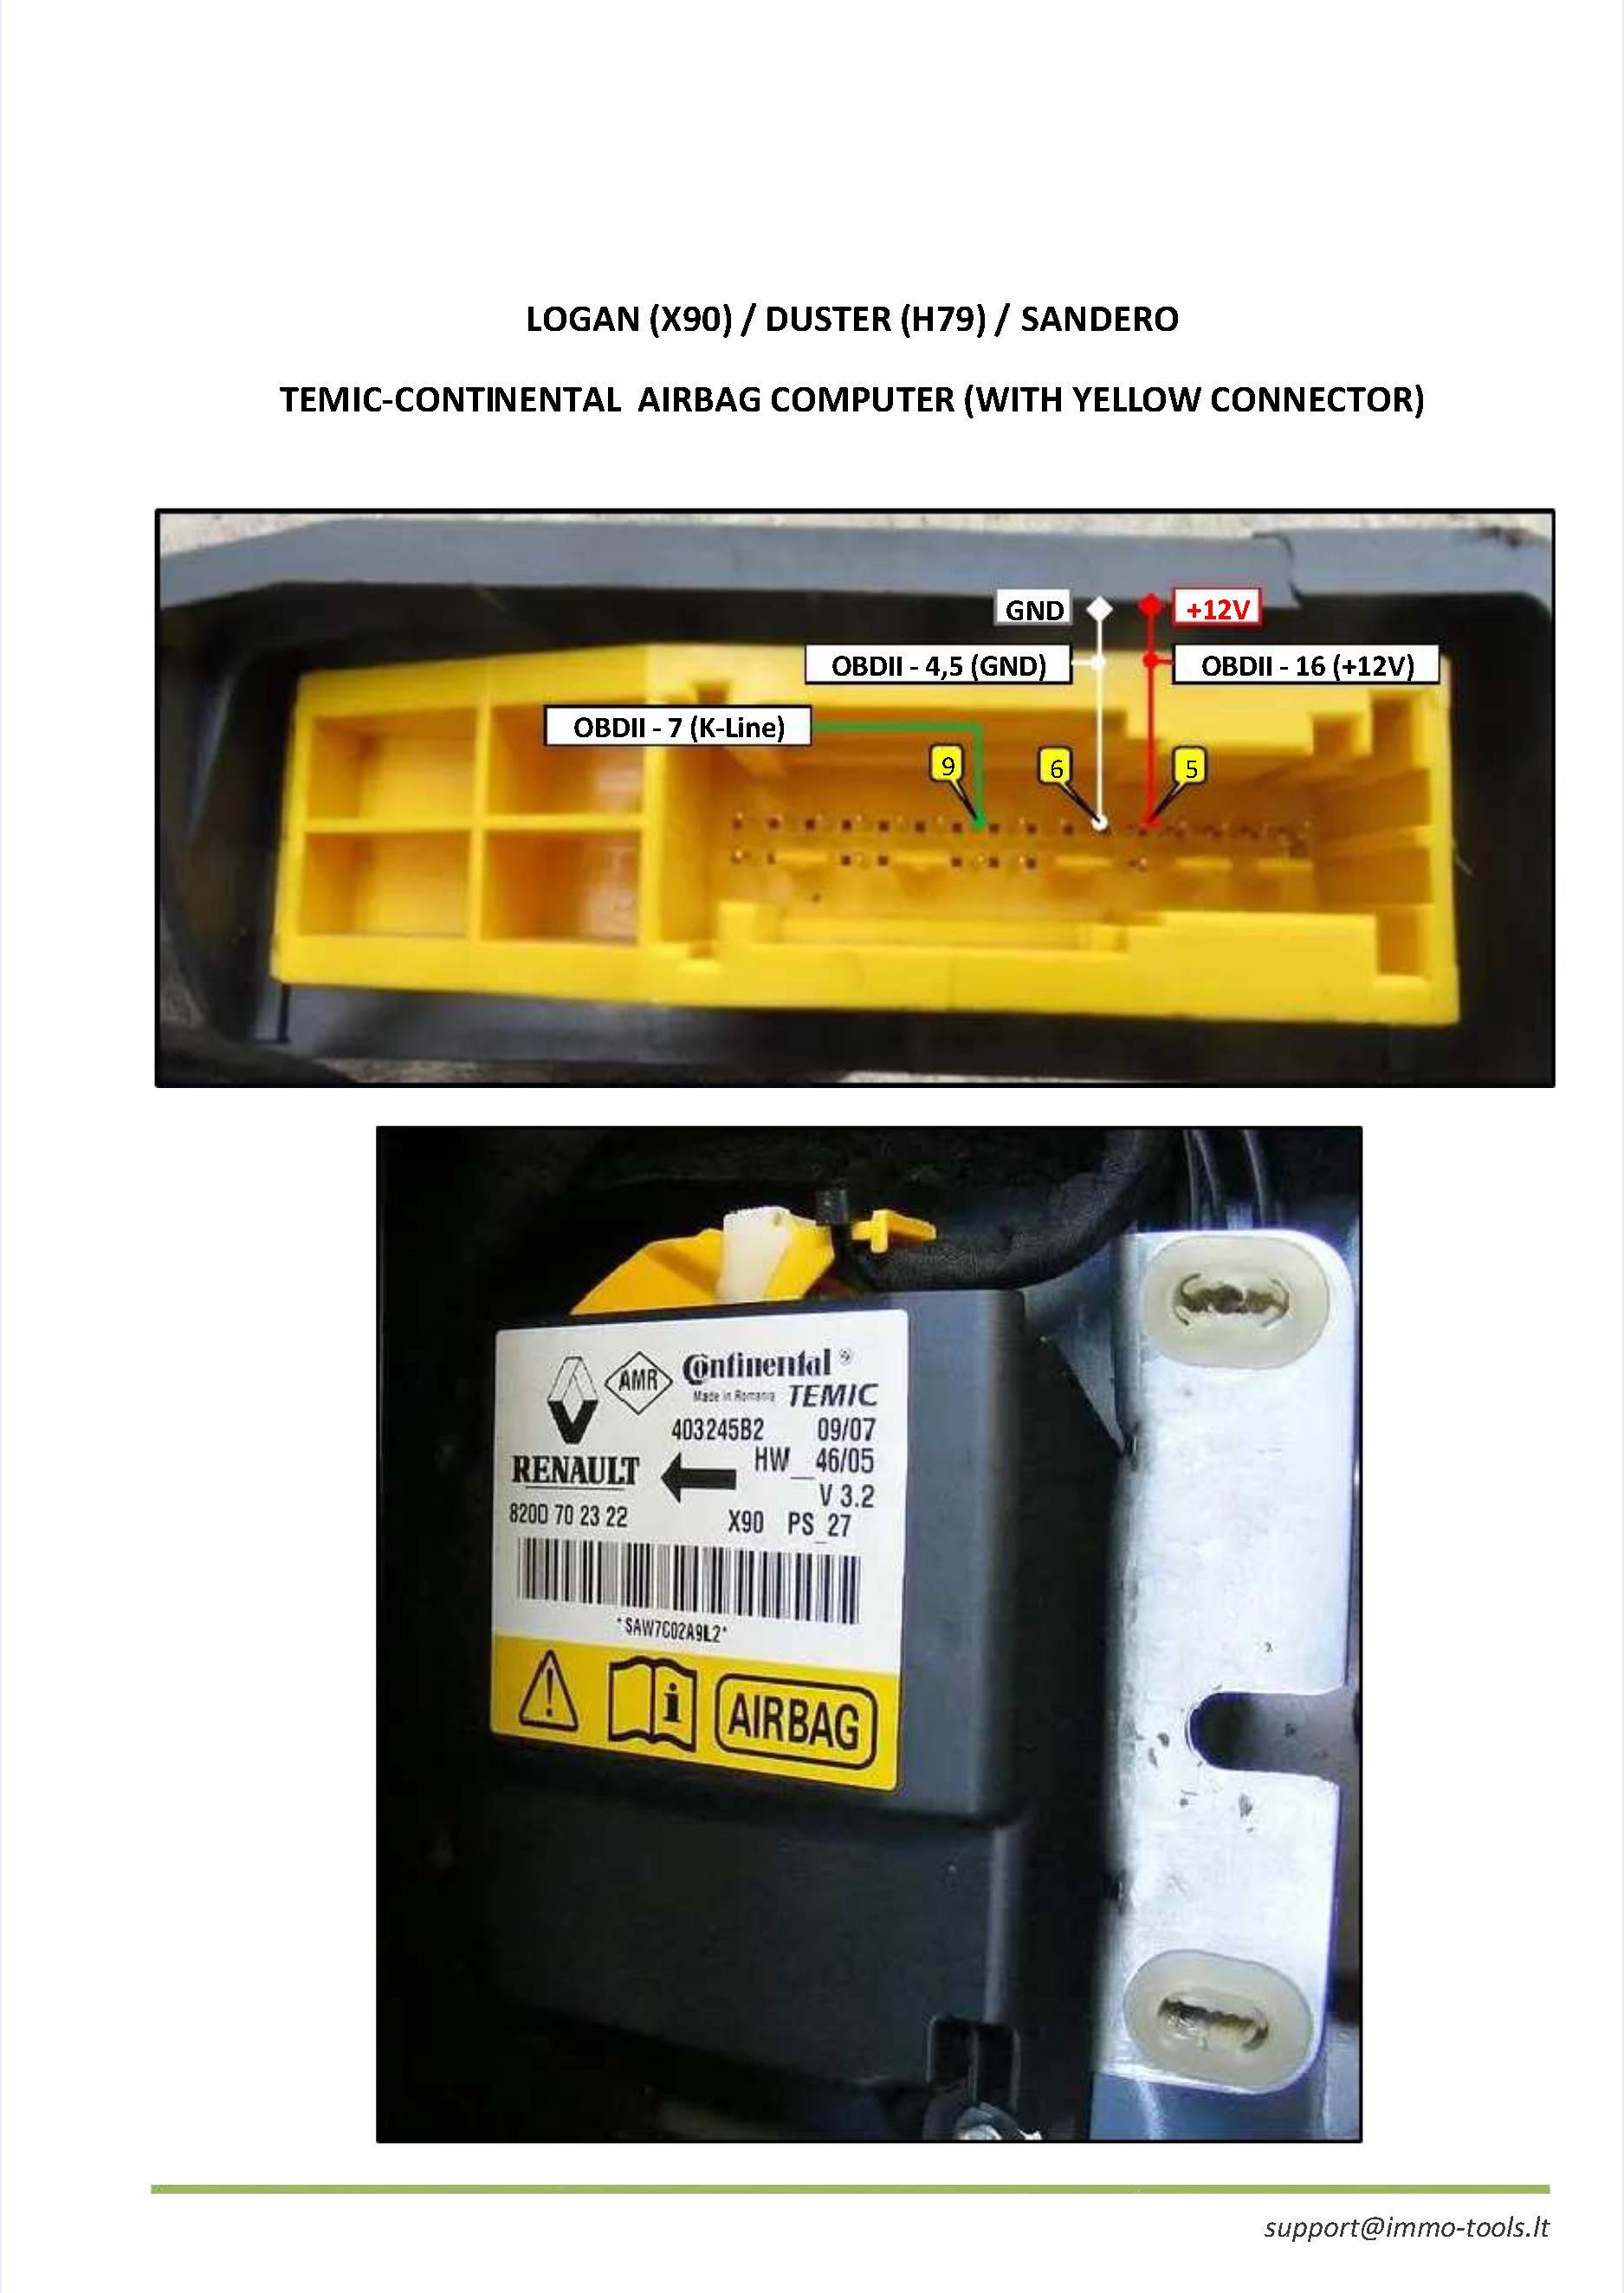 LOGAN (X90) / DUSTER (H79) / SANDERO
TEMIC-CONTINENTAL AIRBAG COMPUTER (WITH YELLOW CONNECTOR)
GND
+12V
OBDII - 4,5 (GND)
OBDII - 16 (+12V)
OBDII - 7 (K-Line)
9
6
5
AMR
Continental ®
Made in Romania TEMIC
403245B2 09/07
RENAULT
HW__46/05
V 3.2
8200 70 23 22
X90 PS_27
*SAW7C02A9L2*
i
AIRBAG
support@immo-tools.lt